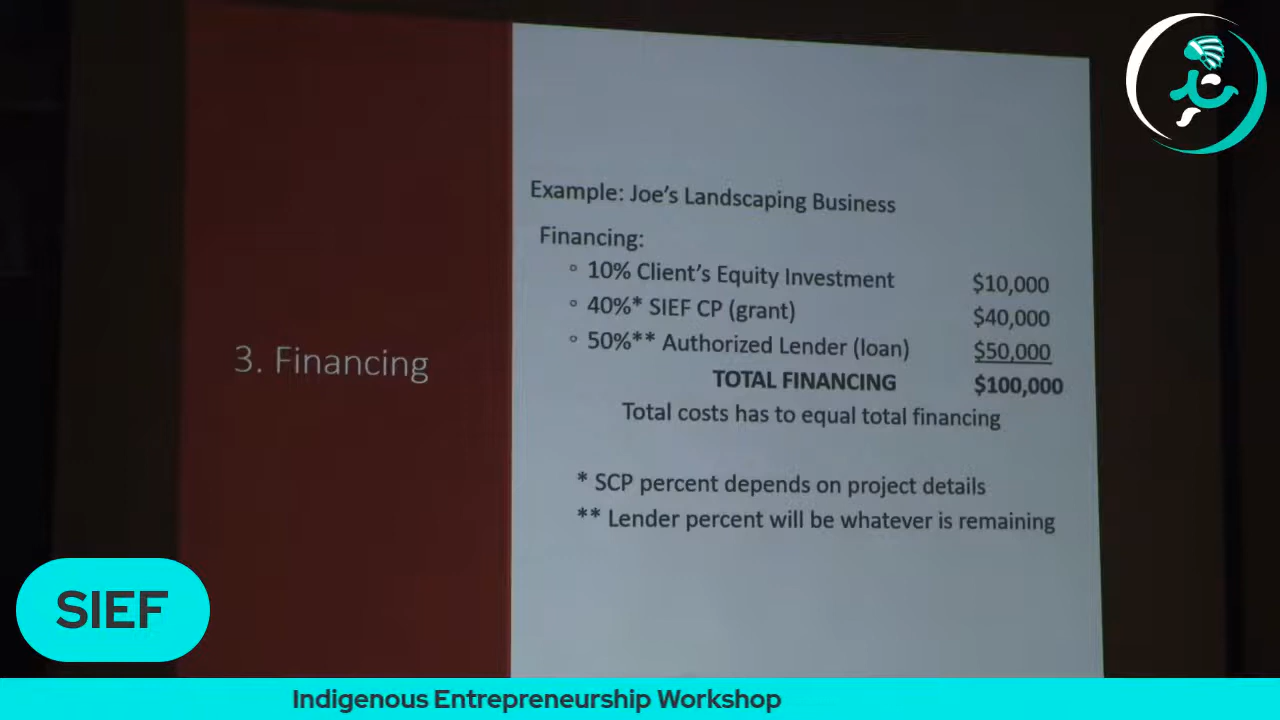 3. Financing
Example: Joe's Landscaping Business
Financing:
° 10% Client's Equity Investment $10,000
° 40%* SIEF CP (grant) $40,000
° 50%** Authorized Lender (loan) $50,000
TOTAL FINANCING $100,000
Total costs has to equal total financing
* SCP percent depends on project details
** Lender percent will be whatever is remaining
SIEF
Indigenous Entrepreneurship Workshop